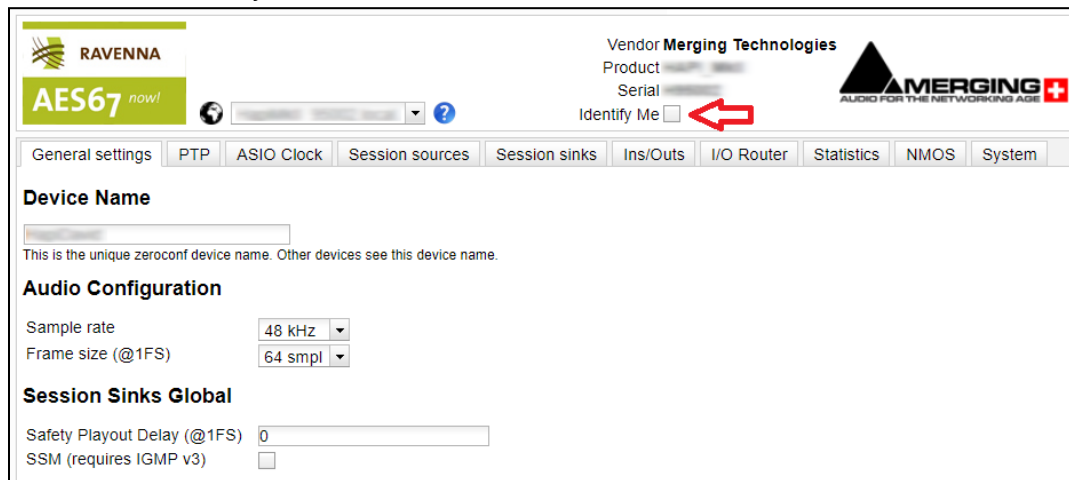 RAVENNA
AES67 now!
Vendor Merging Technologies
Product
Serial
Identify Me
MERGING
AUDIO FOR THE NETWORKING AGE
?
General settings PTP ASIO Clock Session sources Session sinks Ins/Outs I/O Router Statistics NMOS System
Device Name
This is the unique zeroconf device name. Other devices see this device name.
Audio Configuration
Sample rate 48 kHz
Frame size (@1FS) 64 smpl
Session Sinks Global
Safety Playout Delay (@1FS) 0
SSM (requires IGMP v3)